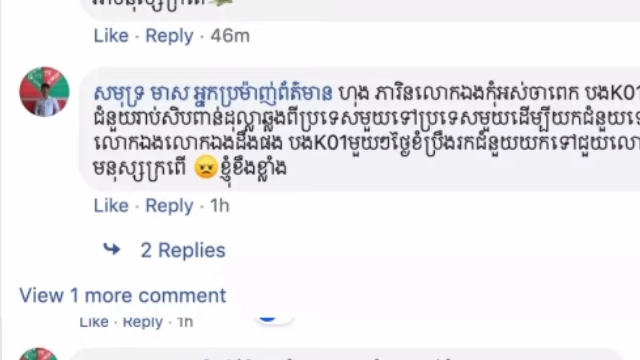 Like · Reply · 46m
សមុទ្រ មាស អ្នកប្រម៉ាញ់ព័ត៌មាន ហុង ភារិនលោកឯងកុំអស់ចាពេក បងK01
ជំនួយរាប់សិបពាន់ដុល្លាឆ្លងពីប្រទេសមួយទៅប្រទេសមួយដើម្បីយកជំនួយទៅ
លោកឯងលោកឯងដឹងផង បងK01មួយៗថ្ងៃខំប្រឹងរកជំនួយយកទៅជួយលោ
មនុស្សក្រពើ 😠ខ្ញុំខឹងខ្លាំង
Like · Reply · 1h
2 Replies
View 1 more comment
Like · Reply · 1h